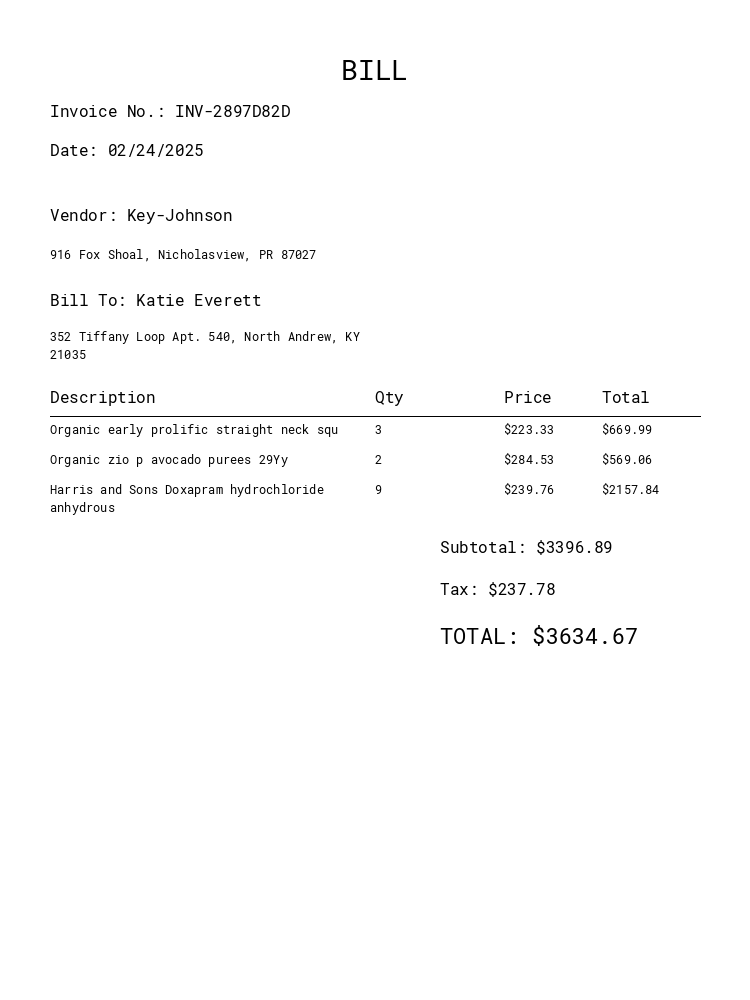 BILL
Invoice No.: INV-2897D82D
Date: 02/24/2025
Vendor: Key-Johnson
916 Fox Shoal, Nicholasview, PR 87027
Bill To: Katie Everett
352 Tiffany Loop Apt. 540, North Andrew, KY
21035
Description Qty Price Total
Organic early prolific straight neck squ 3 $223.33 $669.99
Organic zio p avocado purees 29Yy 2 $284.53 $569.06
Harris and Sons Doxapram hydrochloride 9 $239.76 $2157.84
anhydrous
Subtotal: $3396.89
Tax: $237.78
TOTAL: $3634.67